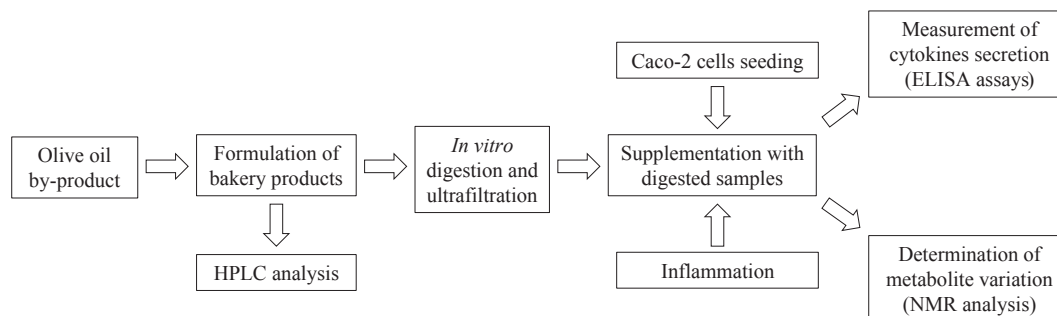 Olive oil
by-product
Formulation of
bakery products
HPLC analysis
In vitro
digestion and
ultrafiltration
Caco-2 cells seeding
Supplementation with
digested samples
Inflammation
Measurement of
cytokines secretion
(ELISA assays)
Determination of
metabolite variation
(NMR analysis)